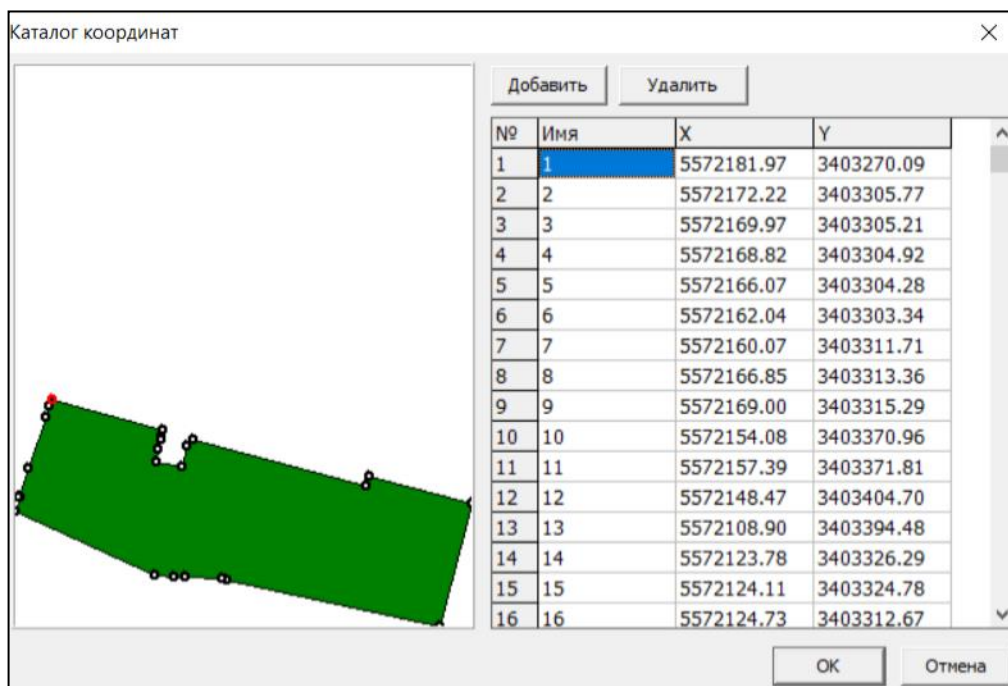 Каталог координат
Добавить Удалить
№ Имя X Y
1 1 5572181.97 3403270.09
2 2 5572172.22 3403305.77
3 3 5572169.97 3403305.21
4 4 5572168.82 3403304.92
5 5 5572166.07 3403304.28
6 6 5572162.04 3403303.34
7 7 5572160.07 3403311.71
8 8 5572166.85 3403313.36
9 9 5572169.00 3403315.29
10 10 5572154.08 3403370.96
11 11 5572157.39 3403371.81
12 12 5572148.47 3403404.70
13 13 5572108.90 3403394.48
14 14 5572123.78 3403326.29
15 15 5572124.11 3403324.78
16 16 5572124.73 3403312.67
OK Отмена